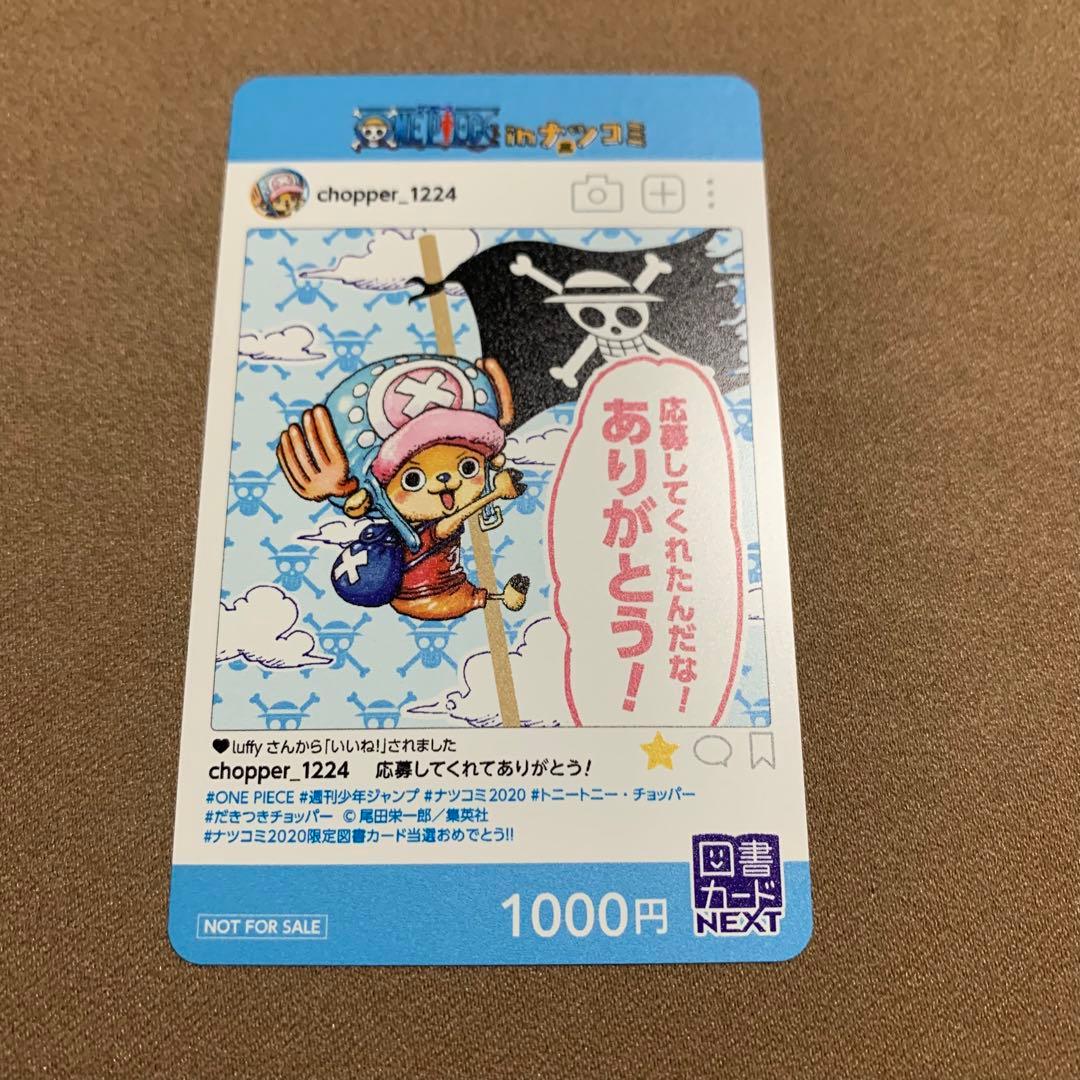 ONE PIECE in ナツコミ
chopper_1224
応募してくれたんだな!
ありがとう!
♥luffy さんから「いいね!」されました
chopper_1224 応募してくれてありがとう!
#ONE PIECE #週刊少年ジャンプ #ナツコミ2020 #トニートニー・チョッパー
#だきつきチョッパー ©尾田栄一郎/集英社
#ナツコミ2020限定図書カード当選おめでとう!!
NOT FOR SALE
1000円
図書
カード
NEXT